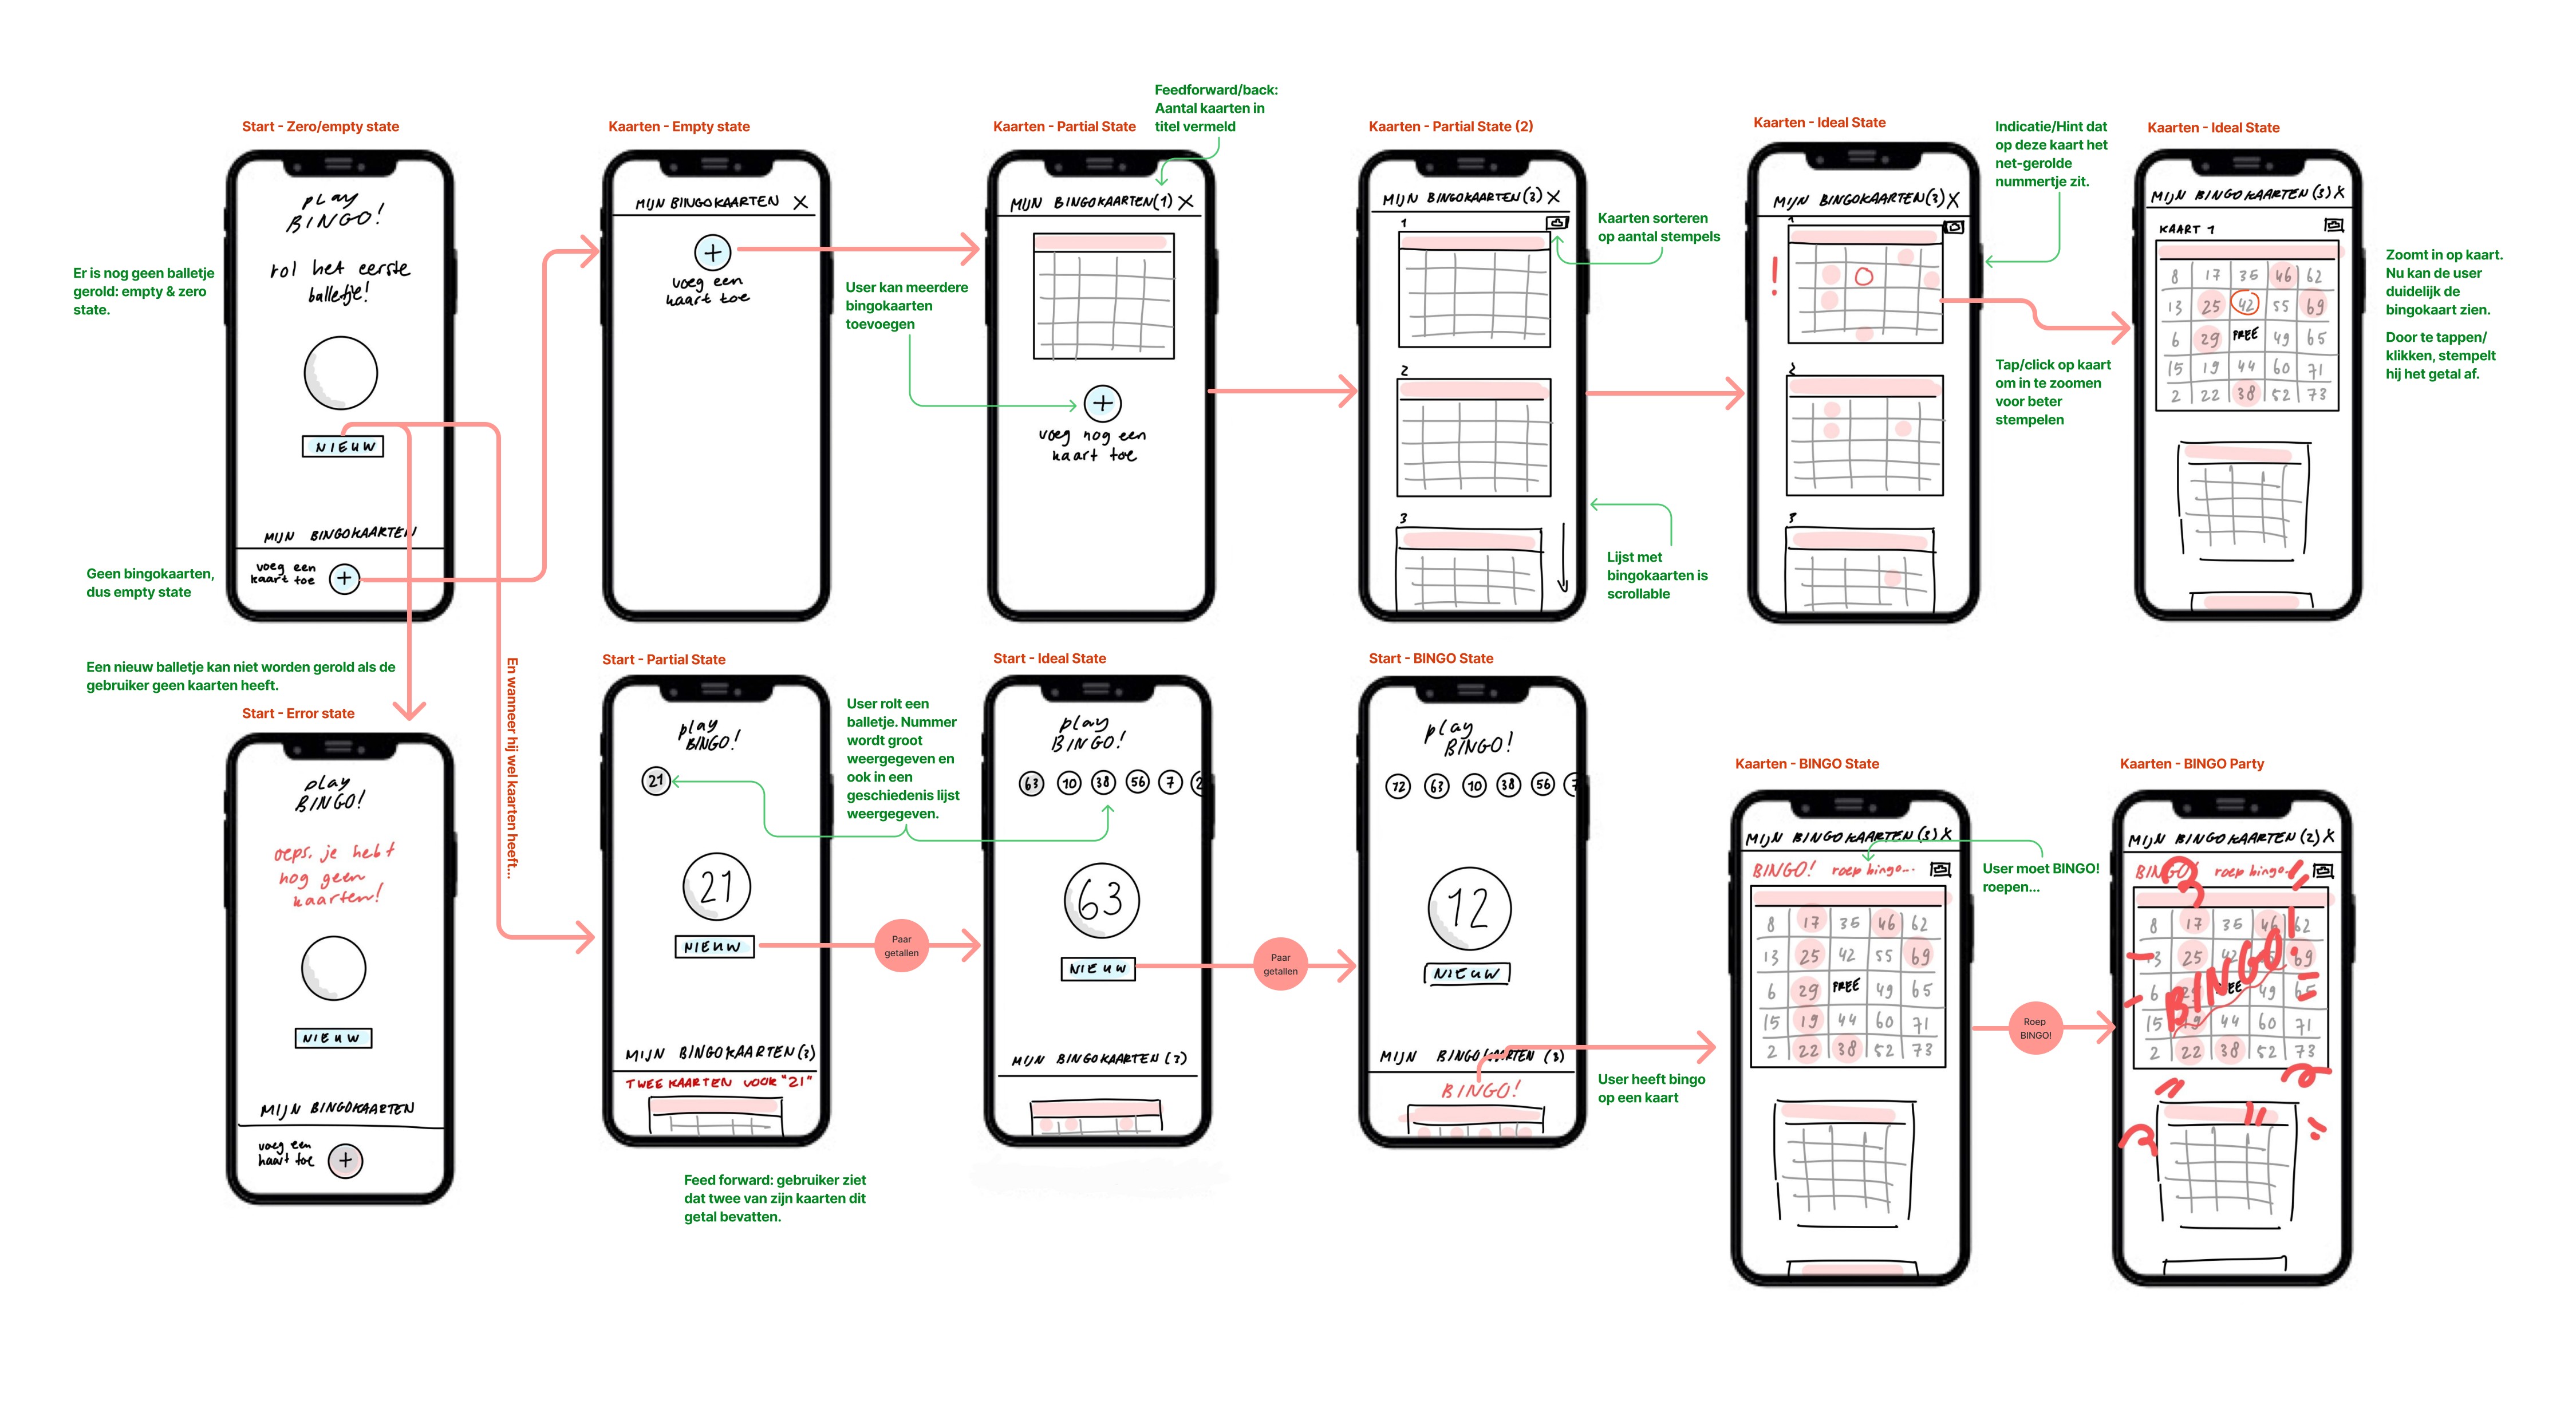 Start - Zero/empty state
play
BINGO!
rol het eerste
balletje!
NIEUW
MIJN BINGOKAARTEN
voeg een
kaart toe
+
Er is nog geen balletje
gerold: empty & zero
state.
Geen bingokaarten,
dus empty state
Kaarten - Empty state
MIJN BINGOKAARTEN X
+
voeg een
kaart toe
Kaarten - Partial State
Feedforward/back:
Aantal kaarten in
titel vermeld
MIJN BINGOKAARTEN(1) X
+
voeg nog een
kaart toe
User kan meerdere
bingokaarten
toevoegen
Kaarten - Partial State (2)
MIJN BINGOKAARTEN(3) X
1
2
3
Kaarten sorteren
op aantal stempels
Lijst met
bingokaarten is
scrollable
Kaarten - Ideal State
MIJN BINGOKAARTEN(3) X
1
!
2
3
Indicatie/Hint dat
op deze kaart het
net-gerolde
nummertje zit.
Tap/click op kaart
om in te zoomen
voor beter
stempelen
Kaarten - Ideal State
MIJN BINGOKAARTEN(3) X
KAART 1
8 17 35 46 62
13 25 42 55 69
6 29 FREE 49 65
15 19 44 60 71
2 22 38 52 73
Zoomt in op kaart.
Nu kan de user
duidelijk de
bingokaart zien.
Door te tappen/
klikken, stempelt
hij het getal af.
Een nieuw balletje kan niet worden gerold als de
gebruiker geen kaarten heeft.
En wanneer hij wel kaarten heeft...
Start - Error state
play
BINGO!
oeps, je hebt
nog geen
kaarten!
NIEUW
MIJN BINGOKAARTEN
voeg een
kaart toe
+
Start - Partial State
play
BINGO!
21
21
NIEUW
MIJN BINGOKAARTEN(3)
TWEE KAARTEN VOOR "21"
Feed forward: gebruiker ziet
dat twee van zijn kaarten dit
getal bevatten.
User rolt een
balletje. Nummer
wordt groot
weergegeven en
ook in een
geschiedenis lijst
weergegeven.
Paar
getallen
Start - Ideal State
play
BINGO!
63 10 38 56 7 2
63
NIEUW
MIJN BINGOKAARTEN (3)
Paar
getallen
Start - BINGO State
play
BINGO!
12 63 10 38 56 7
12
NIEUW
MIJN BINGOKAARTEN (3)
BINGO!
User heeft bingo
op een kaart
Kaarten - BINGO State
MIJN BINGOKAARTEN(3) X
BINGO! roep bingo...
8 17 35 46 62
13 25 42 55 69
6 29 FREE 49 65
15 19 44 60 71
2 22 38 52 73
User moet BINGO!
roepen...
Roep
BINGO!
Kaarten - BINGO Party
MIJN BINGOKAARTEN(2) X
BINGO! roep bingo..
8 17 35 46 62
13 25 42 69
6 49 65
15 19 44 60 71
2 22 38 52 73
BINGO!